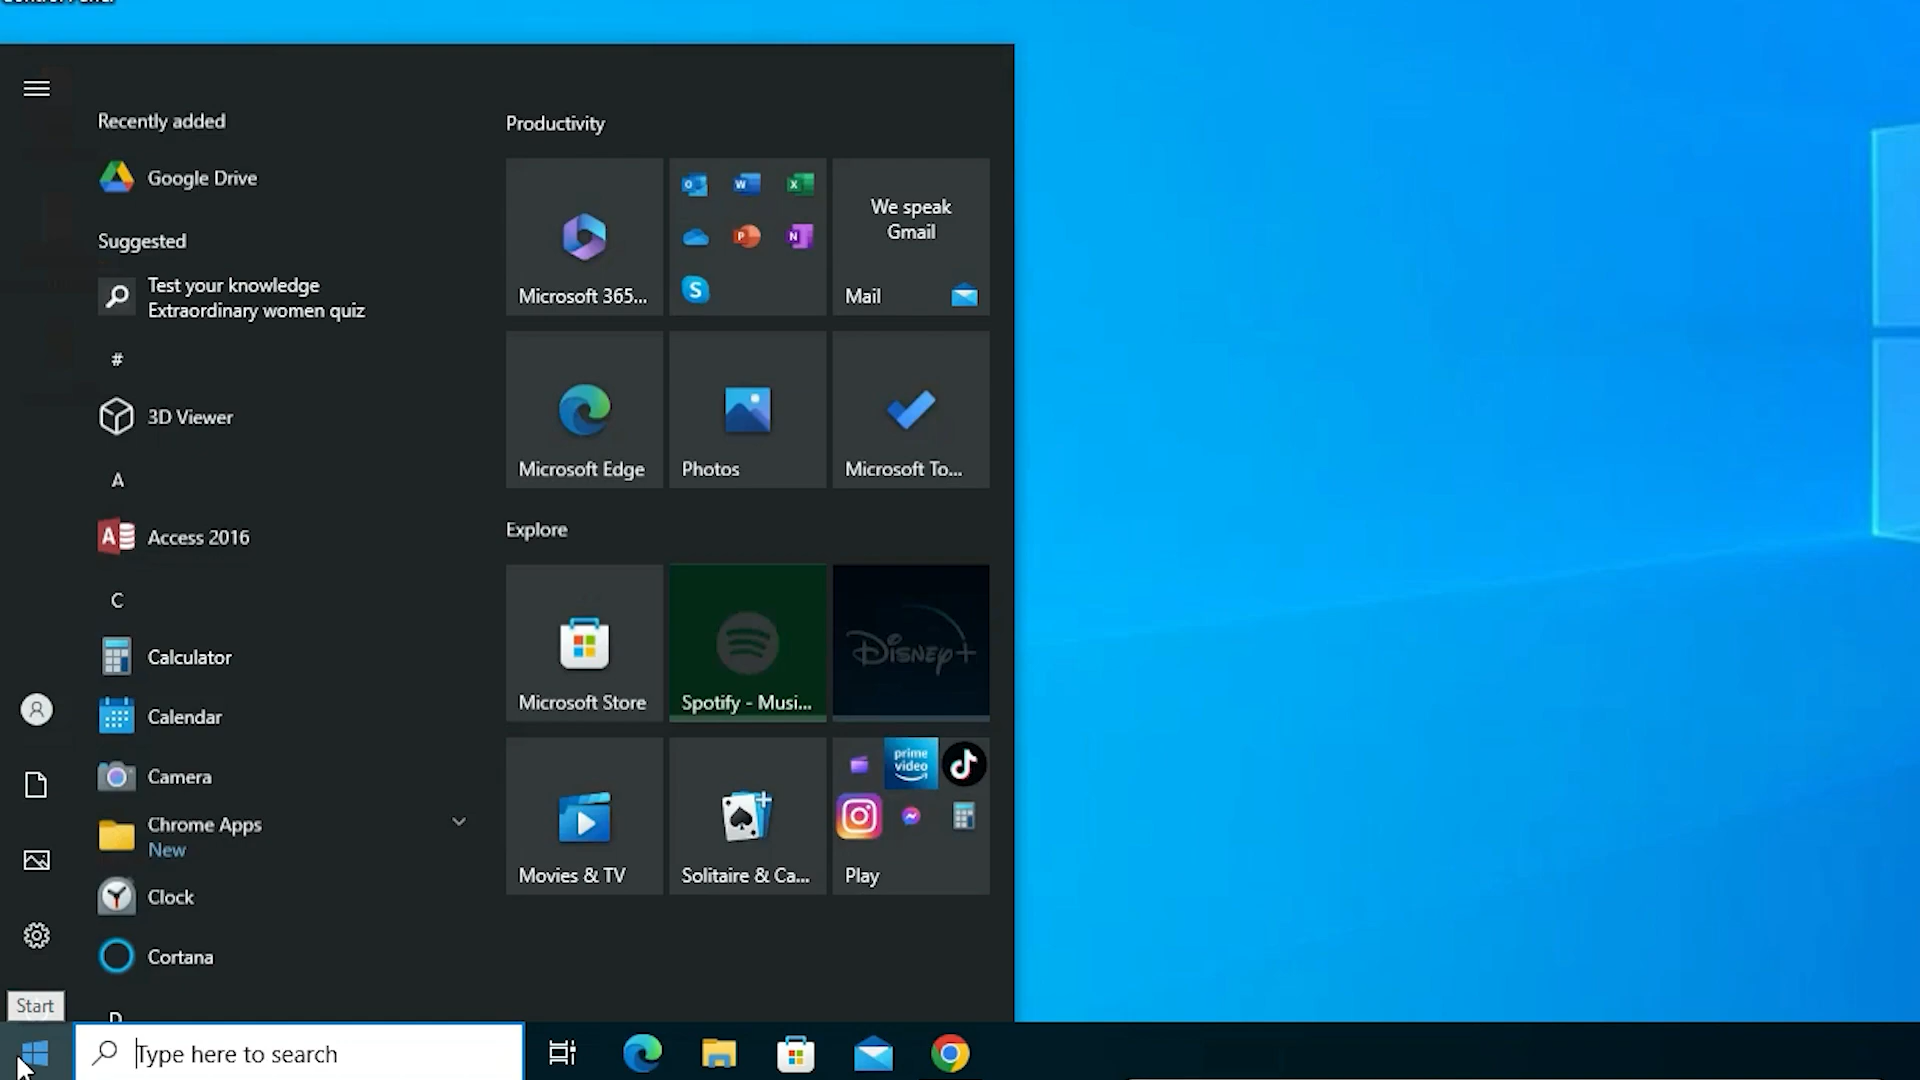 Recently added
Google Drive
Suggested
Test your knowledge
Extraordinary women quiz
#
3D Viewer
A
Access 2016
C
Calculator
Calendar
Camera
Chrome Apps
New
Clock
Cortana
D
Productivity
Microsoft 365...
We speak
Gmail
Mail
Microsoft Edge
Photos
Microsoft To...
Explore
Microsoft Store
Spotify - Musi...
Disney+
Movies & TV
Solitaire & Ca...
prime
video
Play
Start
Type here to search